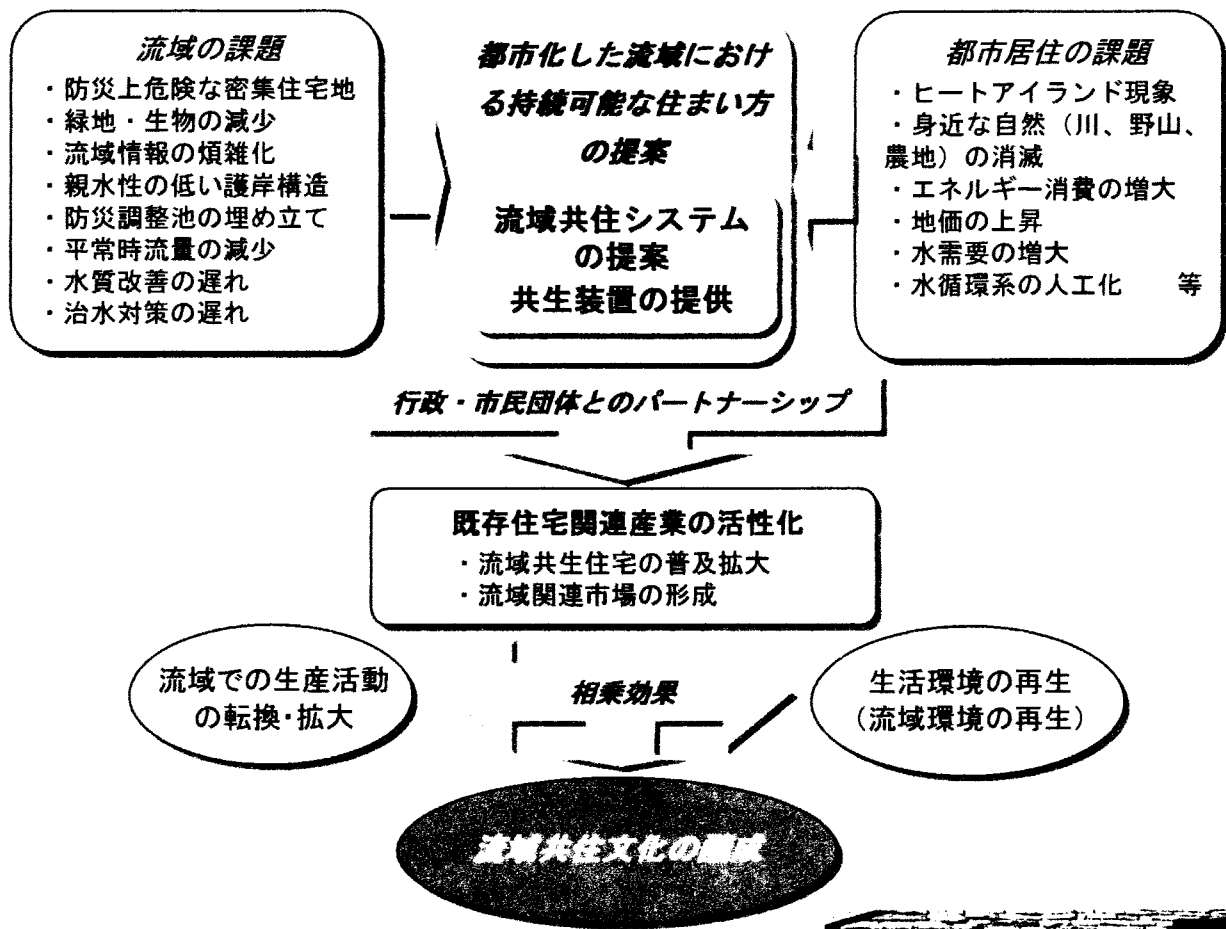 流域の課題
・防災上危険な密集住宅地
・緑地・生物の減少
・流域情報の煩雑化
・親水性の低い護岸構造
・防災調整池の埋め立て
・平常時流量の減少
・水質改善の遅れ
・治水対策の遅れ
都市化した流域におけ
る持続可能な住まい方
の提案
流域共住システム
の提案
共生装置の提供
都市居住の課題
・ヒートアイランド現象
・身近な自然（川、野山、
農地）の消滅
・エネルギー消費の増大
・地価の上昇
・水需要の増大
・水循環系の人工化　等
行政・市民団体とのパートナーシップ
既存住宅関連産業の活性化
・流域共生住宅の普及拡大
・流域関連市場の形成
流域での生産活動
の転換・拡大
相乗効果
生活環境の再生
（流域環境の再生）
流域共住文化の醸成